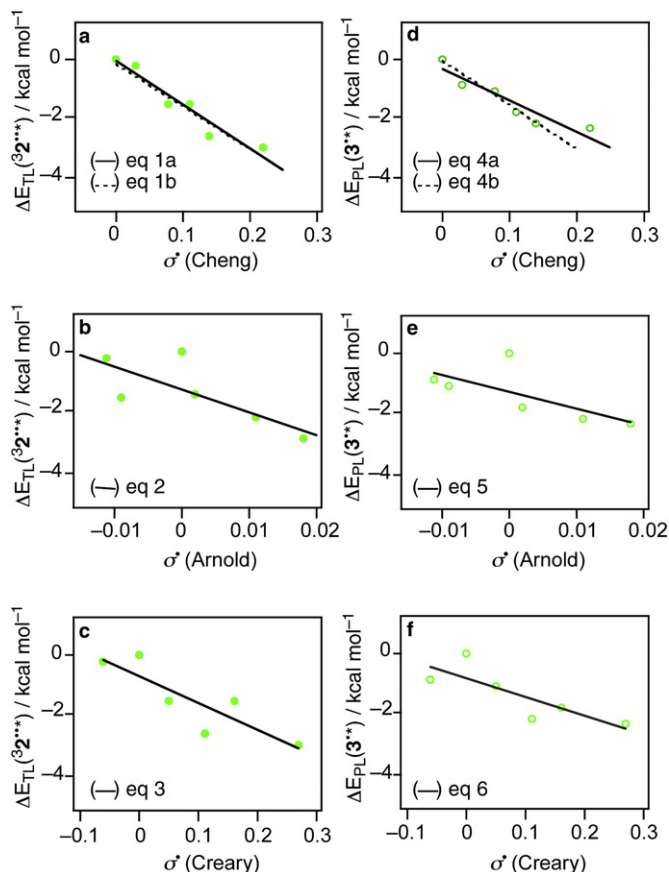 a
ΔE_TL(³2••*) / kcal mol⁻¹
0
−2
−4
(—) eq 1a
(----) eq 1b
0 0.1 0.2 0.3
σ• (Cheng)
d
ΔE_PL(3•*) / kcal mol⁻¹
0
−2
−4
(—) eq 4a
(----) eq 4b
0 0.1 0.2 0.3
σ• (Cheng)
b
ΔE_TL(³2••*) / kcal mol⁻¹
0
−2
−4
(—) eq 2
−0.01 0 0.01 0.02
σ• (Arnold)
e
ΔE_PL(3•*) / kcal mol⁻¹
0
−2
−4
(—) eq 5
−0.01 0 0.01 0.02
σ• (Arnold)
c
ΔE_TL(³2••*) / kcal mol⁻¹
0
−2
−4
(—) eq 3
−0.1 0 0.1 0.2 0.3
σ• (Creary)
f
ΔE_PL(3•*) / kcal mol⁻¹
0
−2
−4
(—) eq 6
−0.1 0 0.1 0.2 0.3
σ• (Creary)